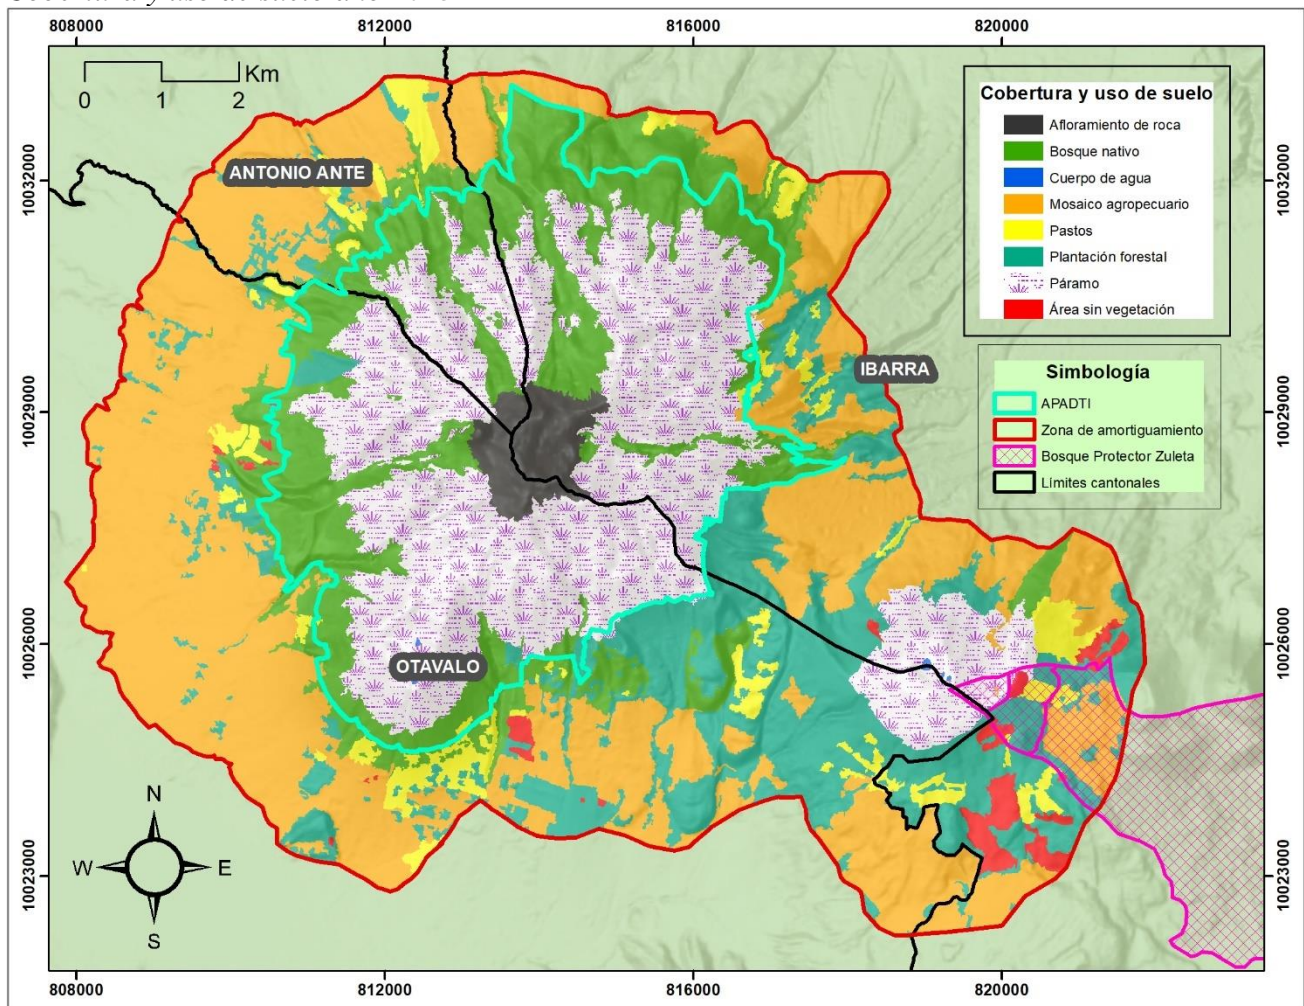 808000 812000 816000 820000
Km
0 1 2
Cobertura y uso de suelo
Afloramiento de roca
Bosque nativo
Cuerpo de agua
Mosaico agropecuario
Pastos
Plantación forestal
Páramo
Área sin vegetación
Simbología
APADTI
Zona de amortiguamiento
Bosque Protector Zuleta
Límites cantonales
ANTONIO ANTE
IBARRA
OTAVALO
10032000
10029000
10026000
10023000
10032000
10029000
10026000
10023000
N
W E
S
808000 812000 816000 820000